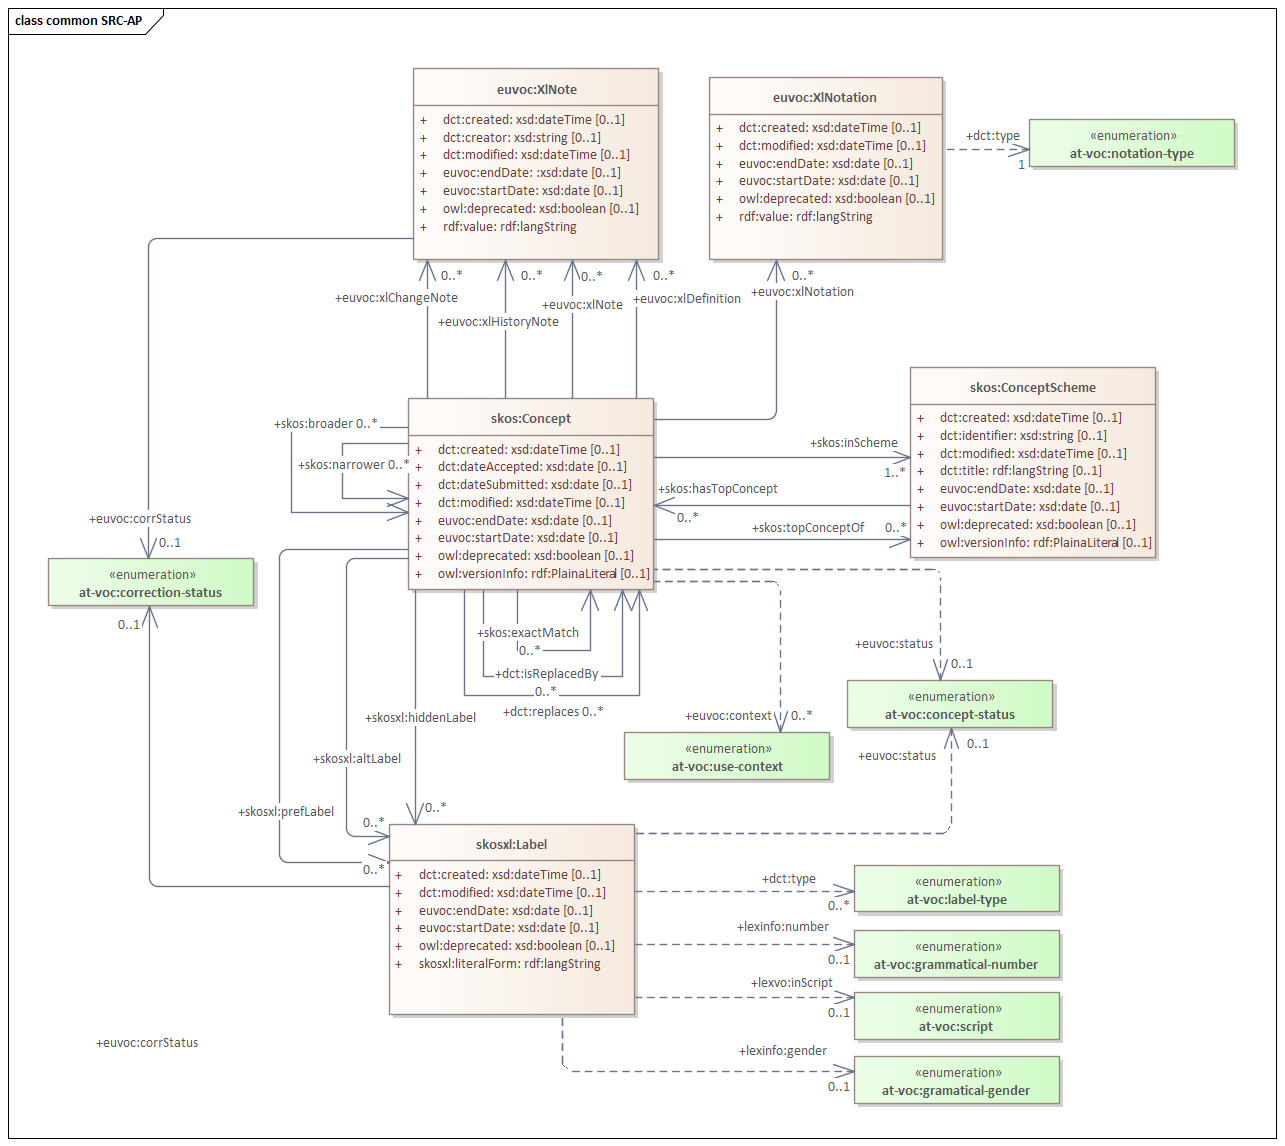 class common SRC-AP
euvoc:XlNote
+ dct:created: xsd:dateTime [0..1]
+ dct:creator: xsd:string [0..1]
+ dct:modified: xsd:dateTime [0..1]
+ euvoc:endDate: :xsd:date [0..1]
+ euvoc:startDate: xsd:date [0..1]
+ owl:deprecated: xsd:boolean [0..1]
+ rdf:value: rdf:langString
euvoc:XlNotation
+ dct:created: xsd:dateTime [0..1]
+ dct:modified: xsd:dateTime [0..1]
+ euvoc:endDate: xsd:date [0..1]
+ euvoc:startDate: xsd:date [0..1]
+ owl:deprecated: xsd:boolean [0..1]
+ rdf:value: rdf:langString
+dct:type
1
«enumeration»
at-voc:notation-type
0..*
0..*
0..*
0..*
0..*
+euvoc:xlChangeNote
+euvoc:xlHistoryNote
+euvoc:xlNote
+euvoc:xlDefinition
+euvoc:xlNotation
skos:Concept
+ dct:created: xsd:dateTime [0..1]
+ dct:dateAccepted: xsd:date [0..1]
+ dct:dateSubmitted: xsd:date [0..1]
+ dct:modified: xsd:dateTime [0..1]
+ euvoc:endDate: xsd:date [0..1]
+ euvoc:startDate: xsd:date [0..1]
+ owl:deprecated: xsd:boolean [0..1]
+ owl:versionInfo: rdf:PlainaLiteral [0..1]
+skos:broader 0..*
+skos:narrower 0..*
skos:ConceptScheme
+ dct:created: xsd:dateTime [0..1]
+ dct:identifier: xsd:string [0..1]
+ dct:modified: xsd:dateTime [0..1]
+ dct:title: rdf:langString [0..1]
+ euvoc:endDate: xsd:date [0..1]
+ euvoc:startDate: xsd:date [0..1]
+ owl:deprecated: xsd:boolean [0..1]
+ owl:versionInfo: rdf:PlainaLiteral [0..1]
+skos:inScheme
1..*
+skos:hasTopConcept
0..*
+skos:topConceptOf 0..*
+euvoc:corrStatus
0..1
«enumeration»
at-voc:correction-status
0..1
+skos:exactMatch
0..*
+dct:isReplacedBy
0..*
+dct:replaces 0..*
+euvoc:status
0..1
«enumeration»
at-voc:concept-status
0..1
+euvoc:status
+euvoc:context 0..*
«enumeration»
at-voc:use-context
+skosxl:hiddenLabel
0..*
+skosxl:altLabel
0..*
+skosxl:prefLabel
0..*
skosxl:Label
+ dct:created: xsd:dateTime [0..1]
+ dct:modified: xsd:dateTime [0..1]
+ euvoc:endDate: xsd:date [0..1]
+ euvoc:startDate: xsd:date [0..1]
+ owl:deprecated: xsd:boolean [0..1]
+ skosxl:literalForm: rdf:langString
+dct:type
0..*
«enumeration»
at-voc:label-type
+lexinfo:number
0..1
«enumeration»
at-voc:grammatical-number
+lexvo:inScript
0..1
«enumeration»
at-voc:script
+lexinfo:gender
0..1
«enumeration»
at-voc:gramatical-gender
+euvoc:corrStatus